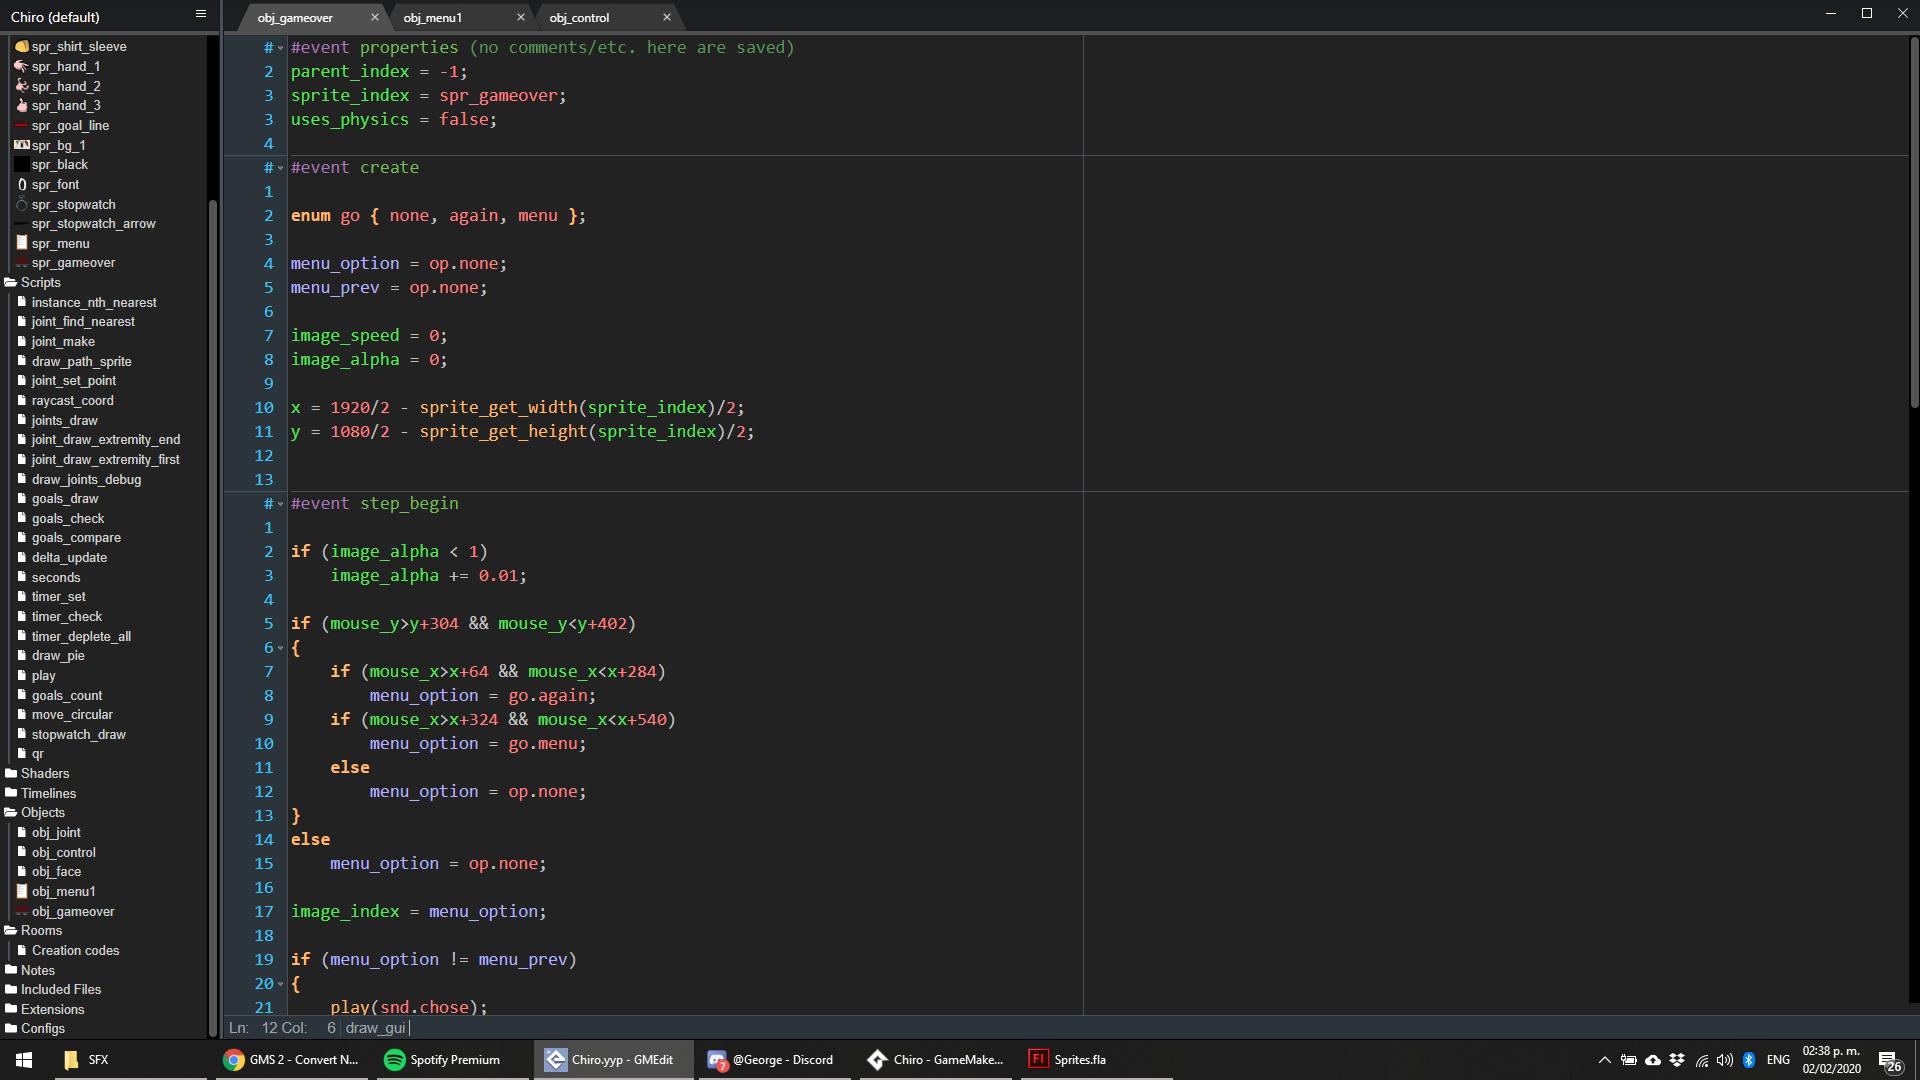 Chiro (default)
obj_gameover
obj_menu1
obj_control
spr_shirt_sleeve
spr_hand_1
spr_hand_2
spr_hand_3
spr_goal_line
spr_bg_1
spr_black
spr_font
spr_stopwatch
spr_stopwatch_arrow
spr_menu
spr_gameover
Scripts
instance_nth_nearest
joint_find_nearest
joint_make
draw_path_sprite
joint_set_point
raycast_coord
joints_draw
joint_draw_extremity_end
joint_draw_extremity_first
draw_joints_debug
goals_draw
goals_check
goals_compare
delta_update
seconds
timer_set
timer_check
timer_deplete_all
draw_pie
play
goals_count
move_circular
stopwatch_draw
qr
Shaders
Timelines
Objects
obj_joint
obj_control
obj_face
obj_menu1
obj_gameover
Rooms
Creation codes
Notes
Included Files
Extensions
Configs
# #event properties (no comments/etc. here are saved)
2 parent_index = -1;
3 sprite_index = spr_gameover;
3 uses_physics = false;
4
# #event create
1
2 enum go { none, again, menu };
3
4 menu_option = op.none;
5 menu_prev = op.none;
6
7 image_speed = 0;
8 image_alpha = 0;
9
10 x = 1920/2 - sprite_get_width(sprite_index)/2;
11 y = 1080/2 - sprite_get_height(sprite_index)/2;
12
13
# #event step_begin
1
2 if (image_alpha < 1)
3 image_alpha += 0.01;
4
5 if (mouse_y>y+304 && mouse_y<y+402)
6 {
7 if (mouse_x>x+64 && mouse_x<x+284)
8 menu_option = go.again;
9 if (mouse_x>x+324 && mouse_x<x+540)
10 menu_option = go.menu;
11 else
12 menu_option = op.none;
13 }
14 else
15 menu_option = op.none;
16
17 image_index = menu_option;
18
19 if (menu_option != menu_prev)
20 {
21 play(snd.chose);
Ln: 12 Col: 6 draw_gui
SFX
GMS 2 - Convert N...
Spotify Premium
Chiro.yyp - GMEdit
7
@George - Discord
Chiro - GameMake...
Fl
Sprites.fla
ENG
02:38 p. m.
02/02/2020
26